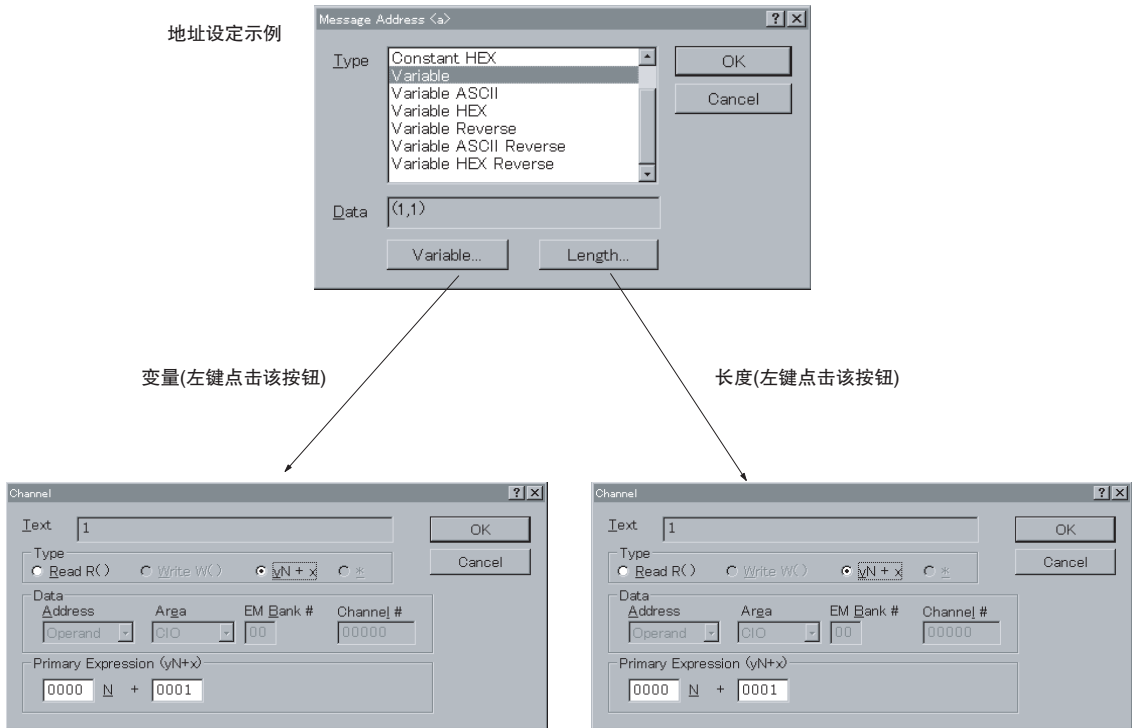 地址设定示例
Message Address <a>
Type
Constant HEX
Variable
Variable ASCII
Variable HEX
Variable Reverse
Variable ASCII Reverse
Variable HEX Reverse
OK
Cancel
Data (1,1)
Variable... Length...
变量(左键点击该按钮)
长度(左键点击该按钮)
Channel
Text 1
OK
Cancel
Type
Read R() Write W() yN + x *
Data
Address Area EM Bank # Channel #
Operand CIO 00 00000
Primary Expression (yN+x)
0000 N + 0001
Channel
Text 1
OK
Cancel
Type
Read R() Write W() yN + x *
Data
Address Area EM Bank # Channel #
Operand CIO 00 00000
Primary Expression (yN+x)
0000 N + 0001